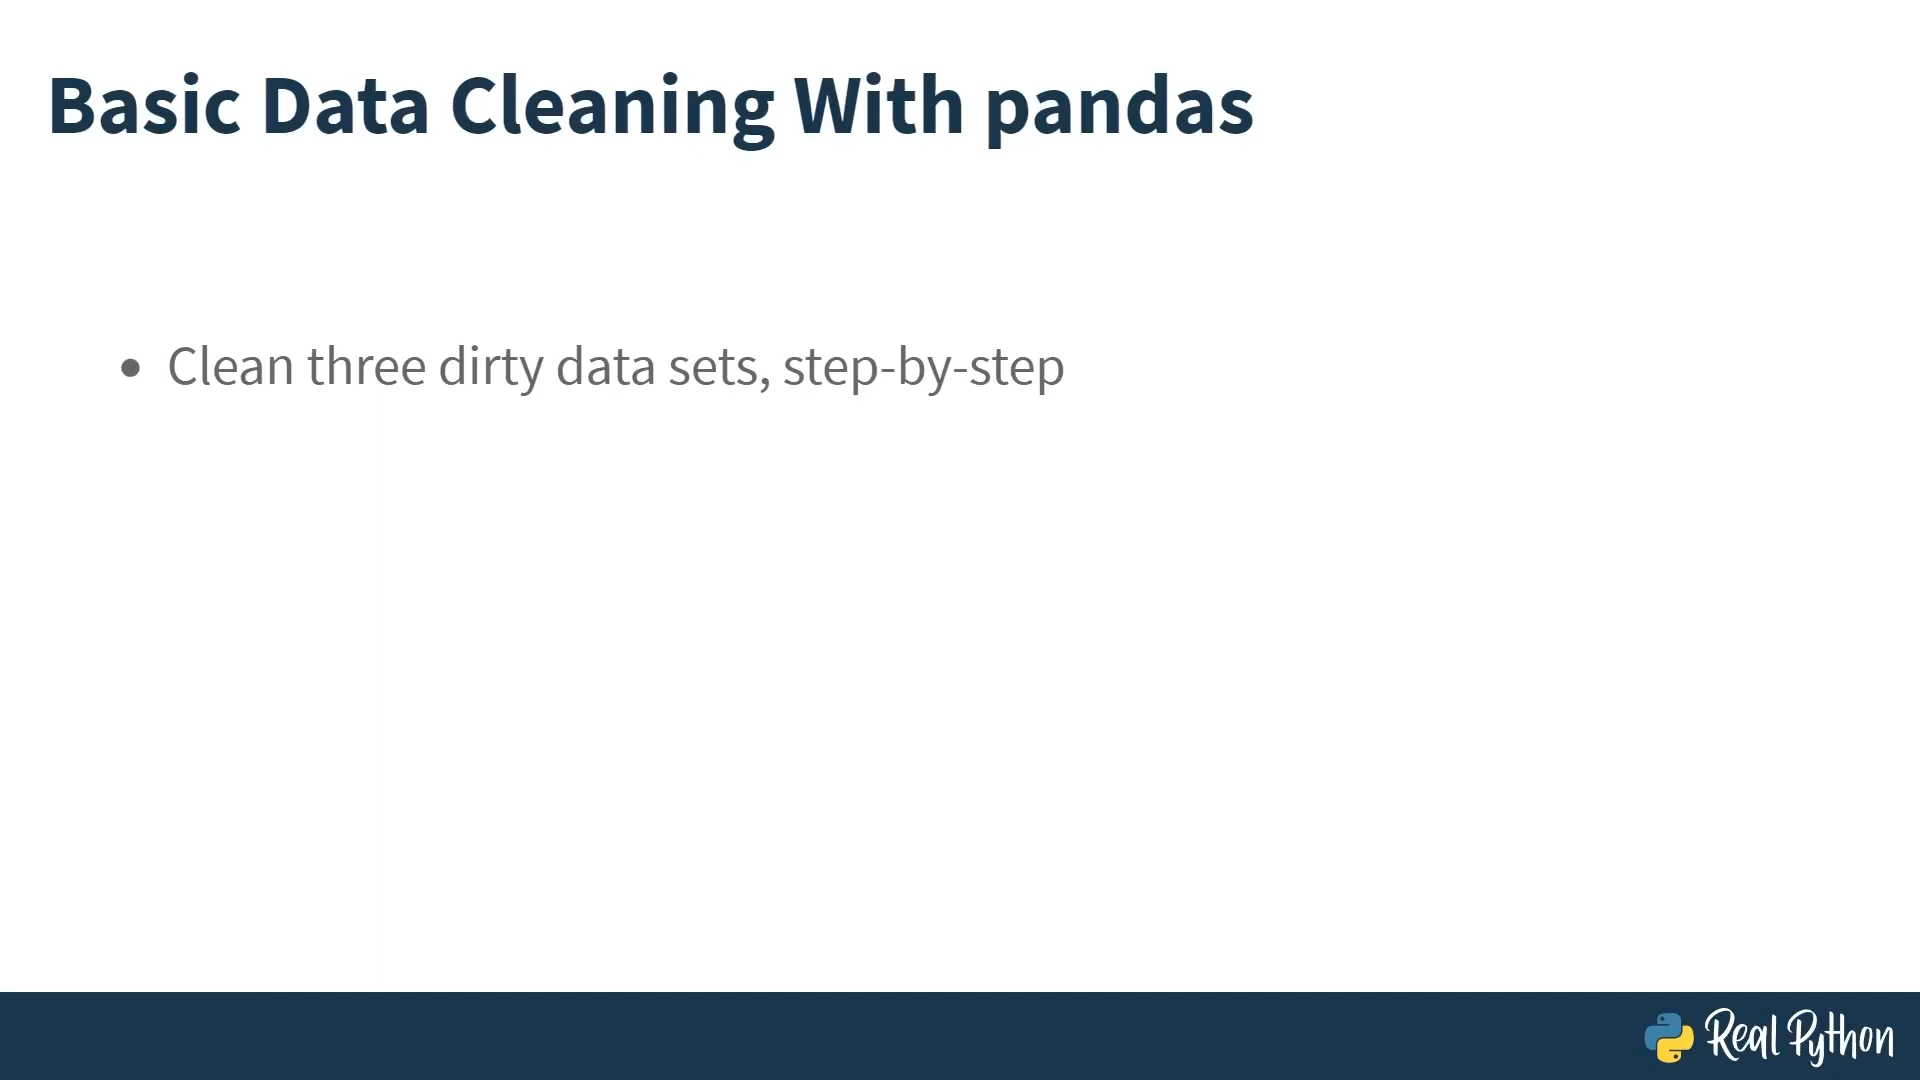 Basic Data Cleaning With pandas
• Clean three dirty data sets, step-by-step
Real Python